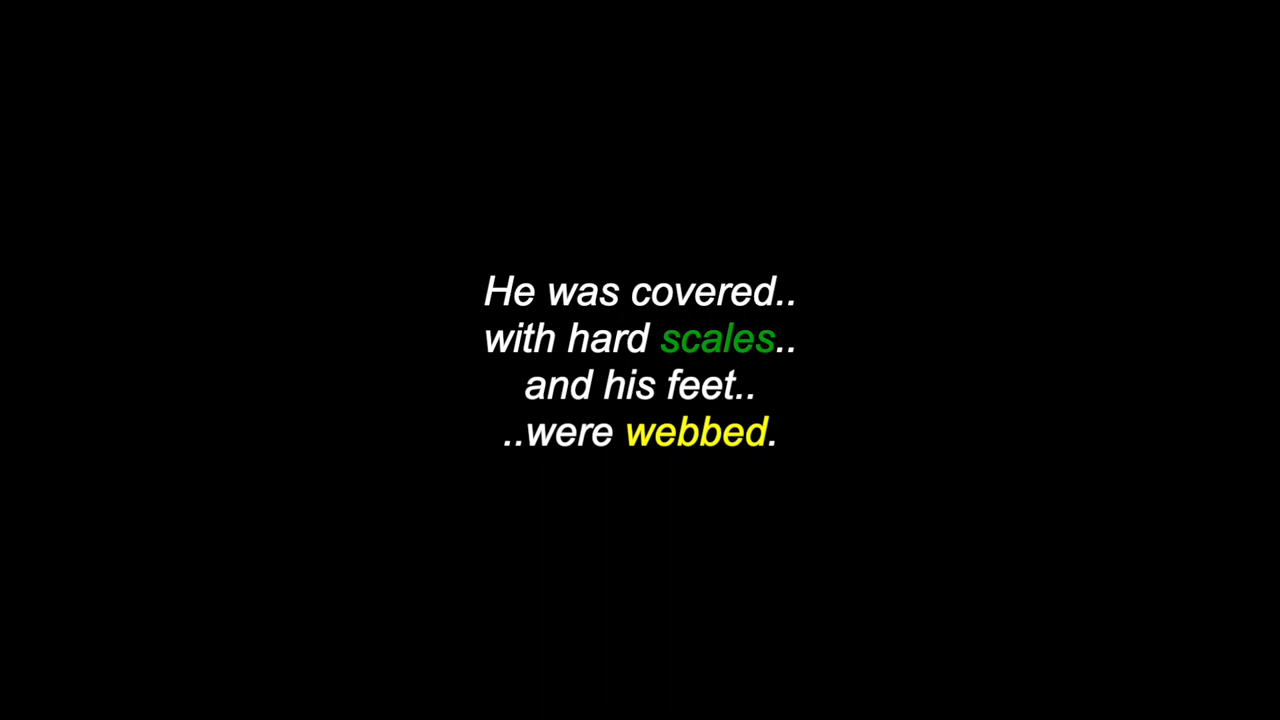 He was covered..
with hard scales..
and his feet..
..were webbed.